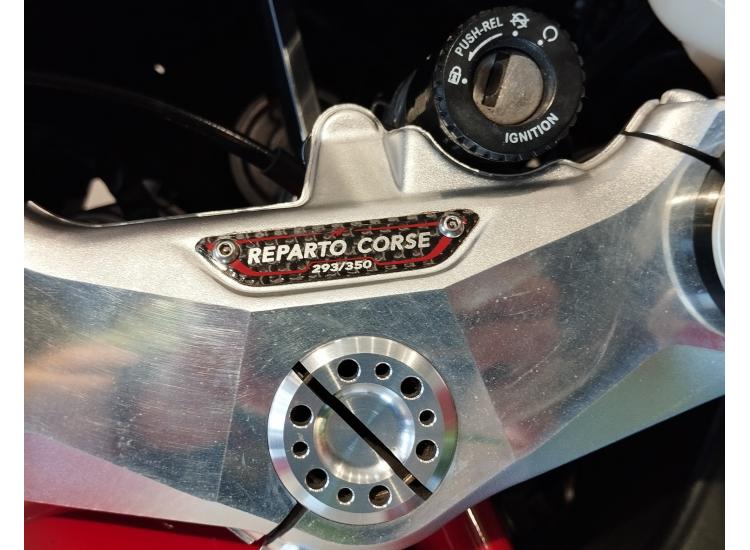 PUSH-REL
IGNITION
REPARTO CORSE
293/350